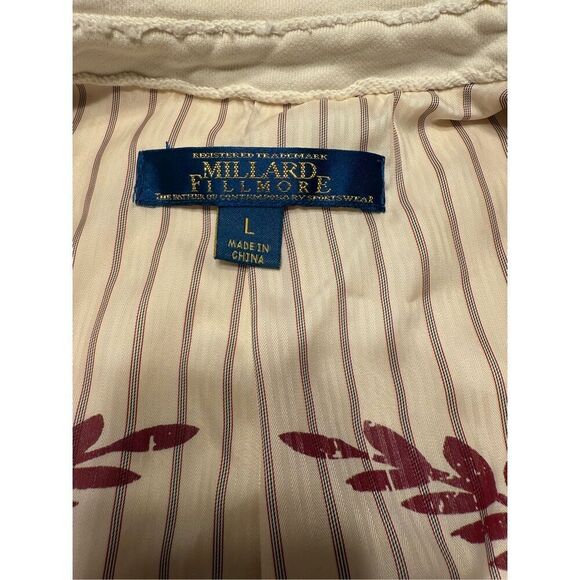 REGISTERED TRADEMARK
MILLARD
FILLMORE
THE FATHER OF CONTEMPORARY SPORTSWEAR
L
MADE IN
CHINA